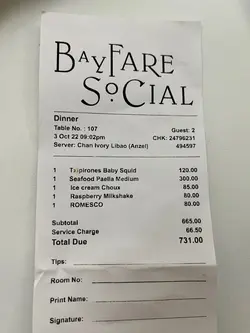 BAYFARE
SOCIAL
Dinner
Table No. : 107 Guest: 2
3 Oct 22 09:02pm CHK: 24796231
Server: Chan Ivory Libao (Anzel) 494597
1 Txipirones Baby Squid 120.00
1 Seafood Paella Medium 300.00
1 Ice cream Choux 85.00
1 Raspberry Milkshake 80.00
1 ROMESCO 80.00
Subtotal 665.00
Service Charge 66.50
Total Due 731.00
Tips:
Room No:
Print Name:
Signature: